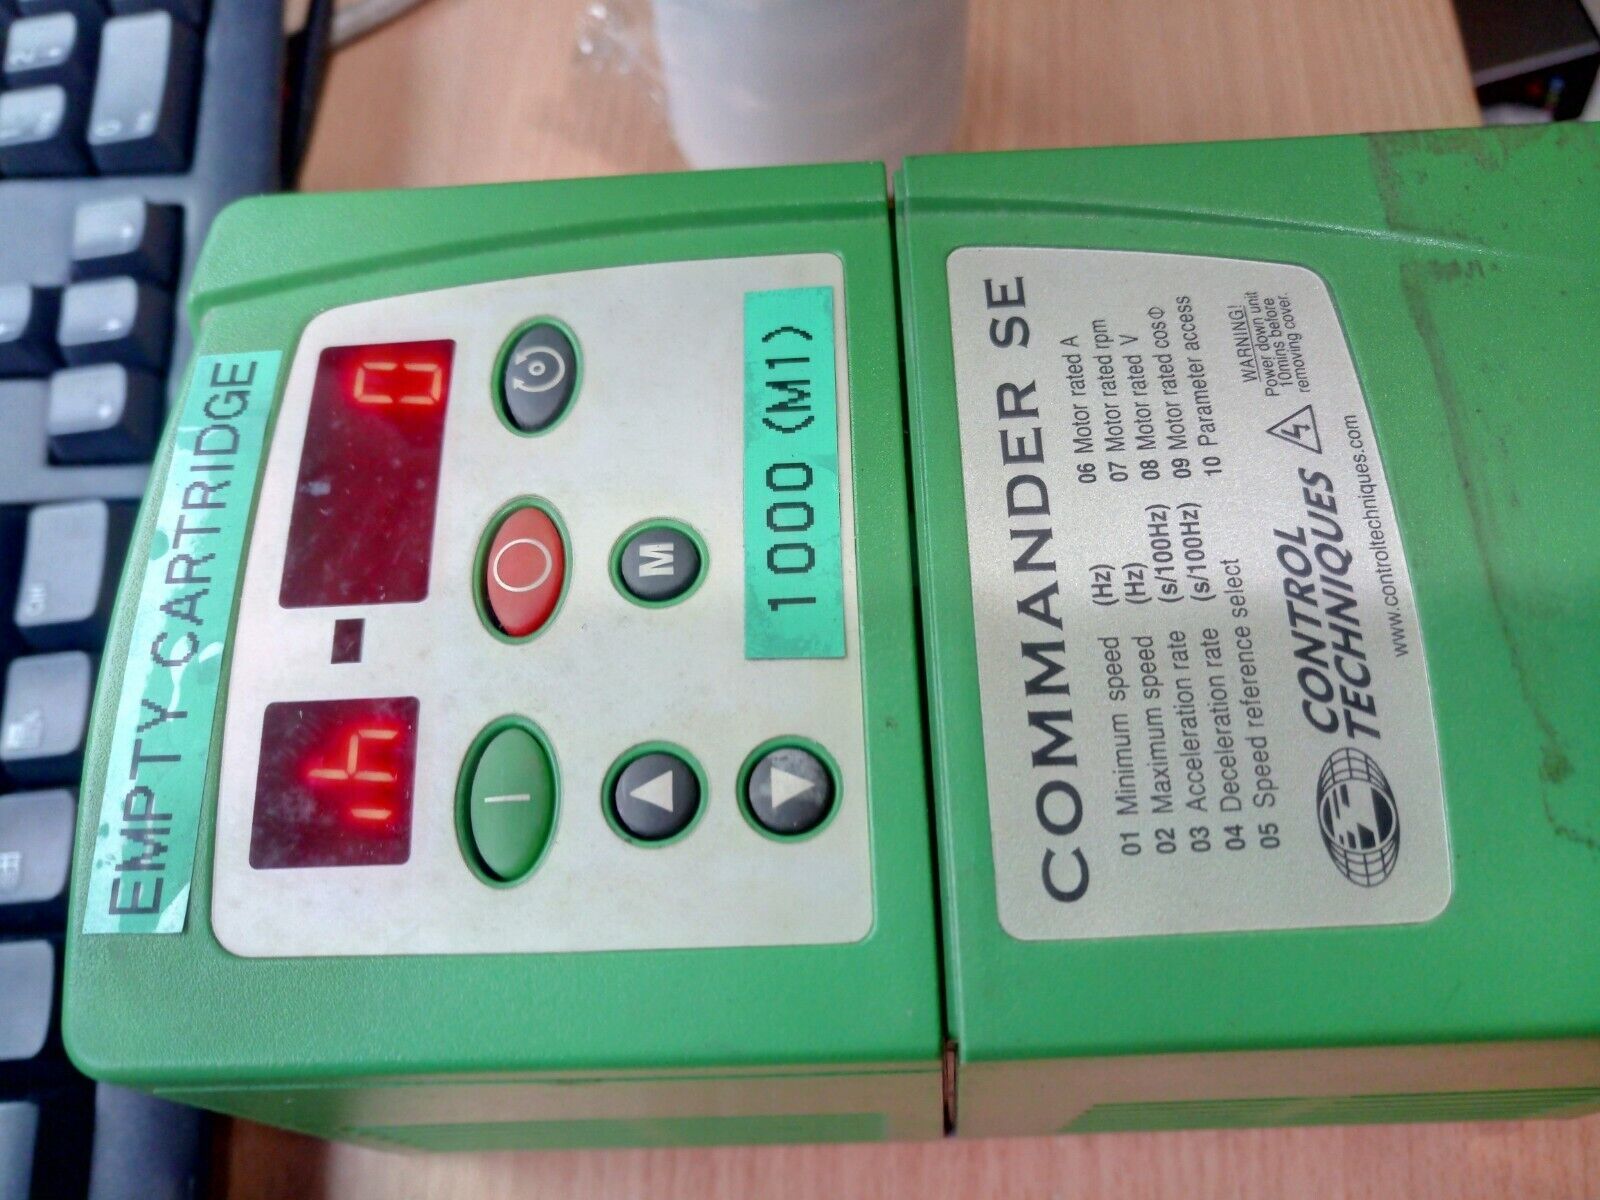 EMPTY CARTRIDGE
ih 0
M
1000 (M1)
COMMANDER SE
01 Minimum speed (Hz)
02 Maximum speed (Hz)
03 Acceleration rate (s/100Hz)
04 Deceleration rate (s/100Hz)
05 Speed reference select
06 Motor rated A
07 Motor rated rpm
08 Motor rated V
09 Motor rated cosΦ
10 Parameter access
CONTROL
TECHNIQUES
www.controltechniques.com
WARNING!
Power down unit
10mins before
removing cover.